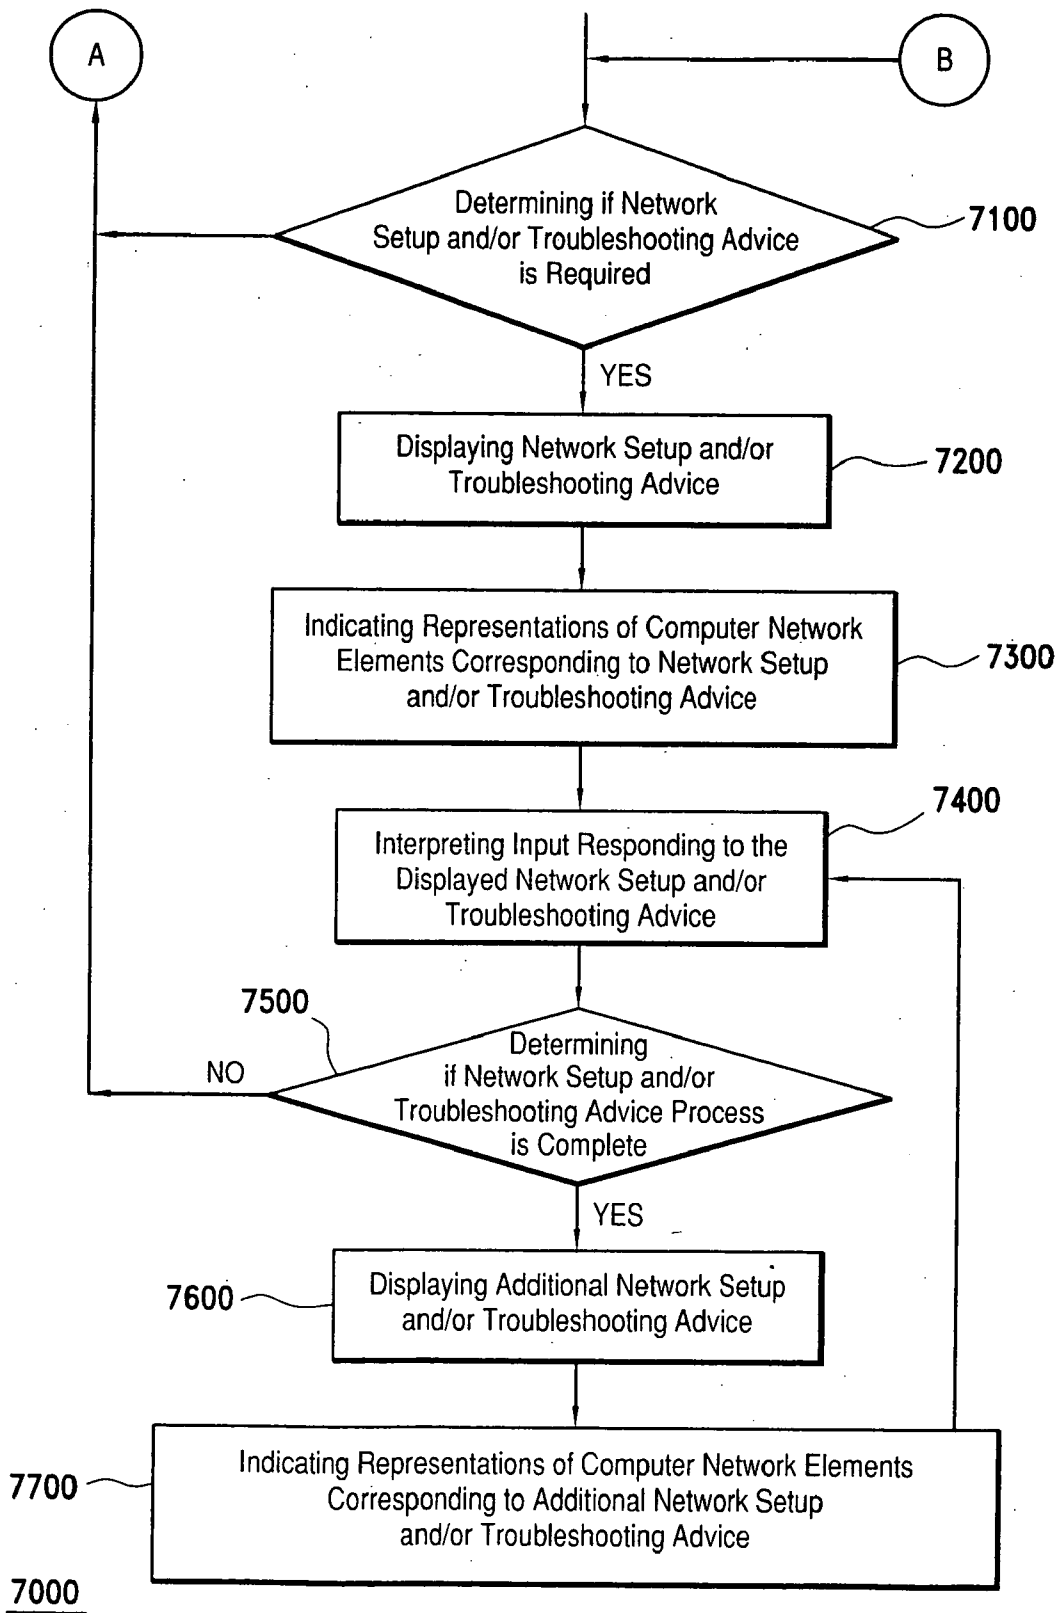 A
B
Determining if Network
Setup and/or Troubleshooting Advice
is Required
7100
YES
Displaying Network Setup and/or
Troubleshooting Advice
7200
Indicating Representations of Computer Network
Elements Corresponding to Network Setup
and/or Troubleshooting Advice
7300
7400
Interpreting Input Responding to the
Displayed Network Setup and/or
Troubleshooting Advice
7500
NO
Determining
if Network Setup and/or
Troubleshooting Advice Process
is Complete
YES
7600
Displaying Additional Network Setup
and/or Troubleshooting Advice
7700
Indicating Representations of Computer Network Elements
Corresponding to Additional Network Setup
and/or Troubleshooting Advice
7000